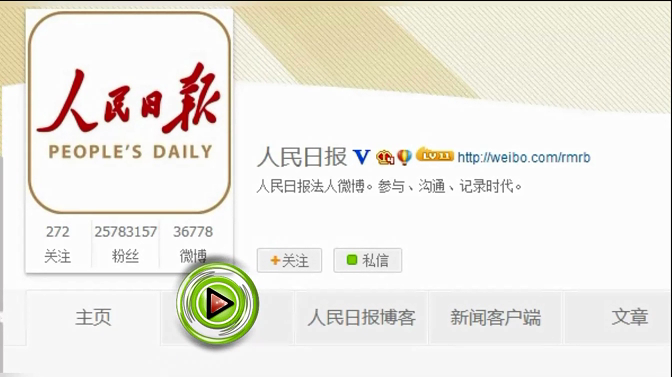 人民日报
PEOPLE'S DAILY
人民日报 V LV 11 http://weibo.com/rmrb
人民日报法人微博。参与、沟通、记录时代。
272 25783157 36778
关注 粉丝 微博
+关注 私信
主页 人民日报博客 新闻客户端 文章